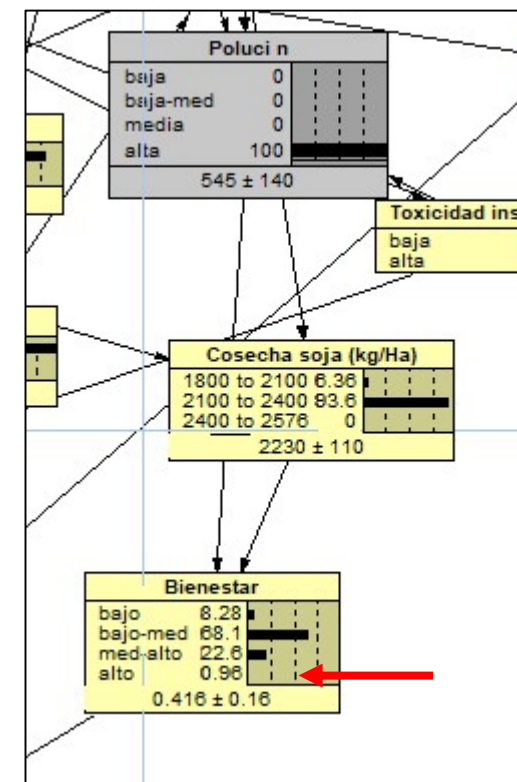 Poluci n
baja 0
baja-med 0
media 0
alta 100
545 ± 140
Toxicidad ins
baja
alta
Cosecha soja (kg/Ha)
1800 to 2100 6.36
2100 to 2400 93.6
2400 to 2576 0
2230 ± 110
Bienestar
bajo 8.28
bajo-med 68.1
med-alto 22.6
alto 0.96
0.416 ± 0.16